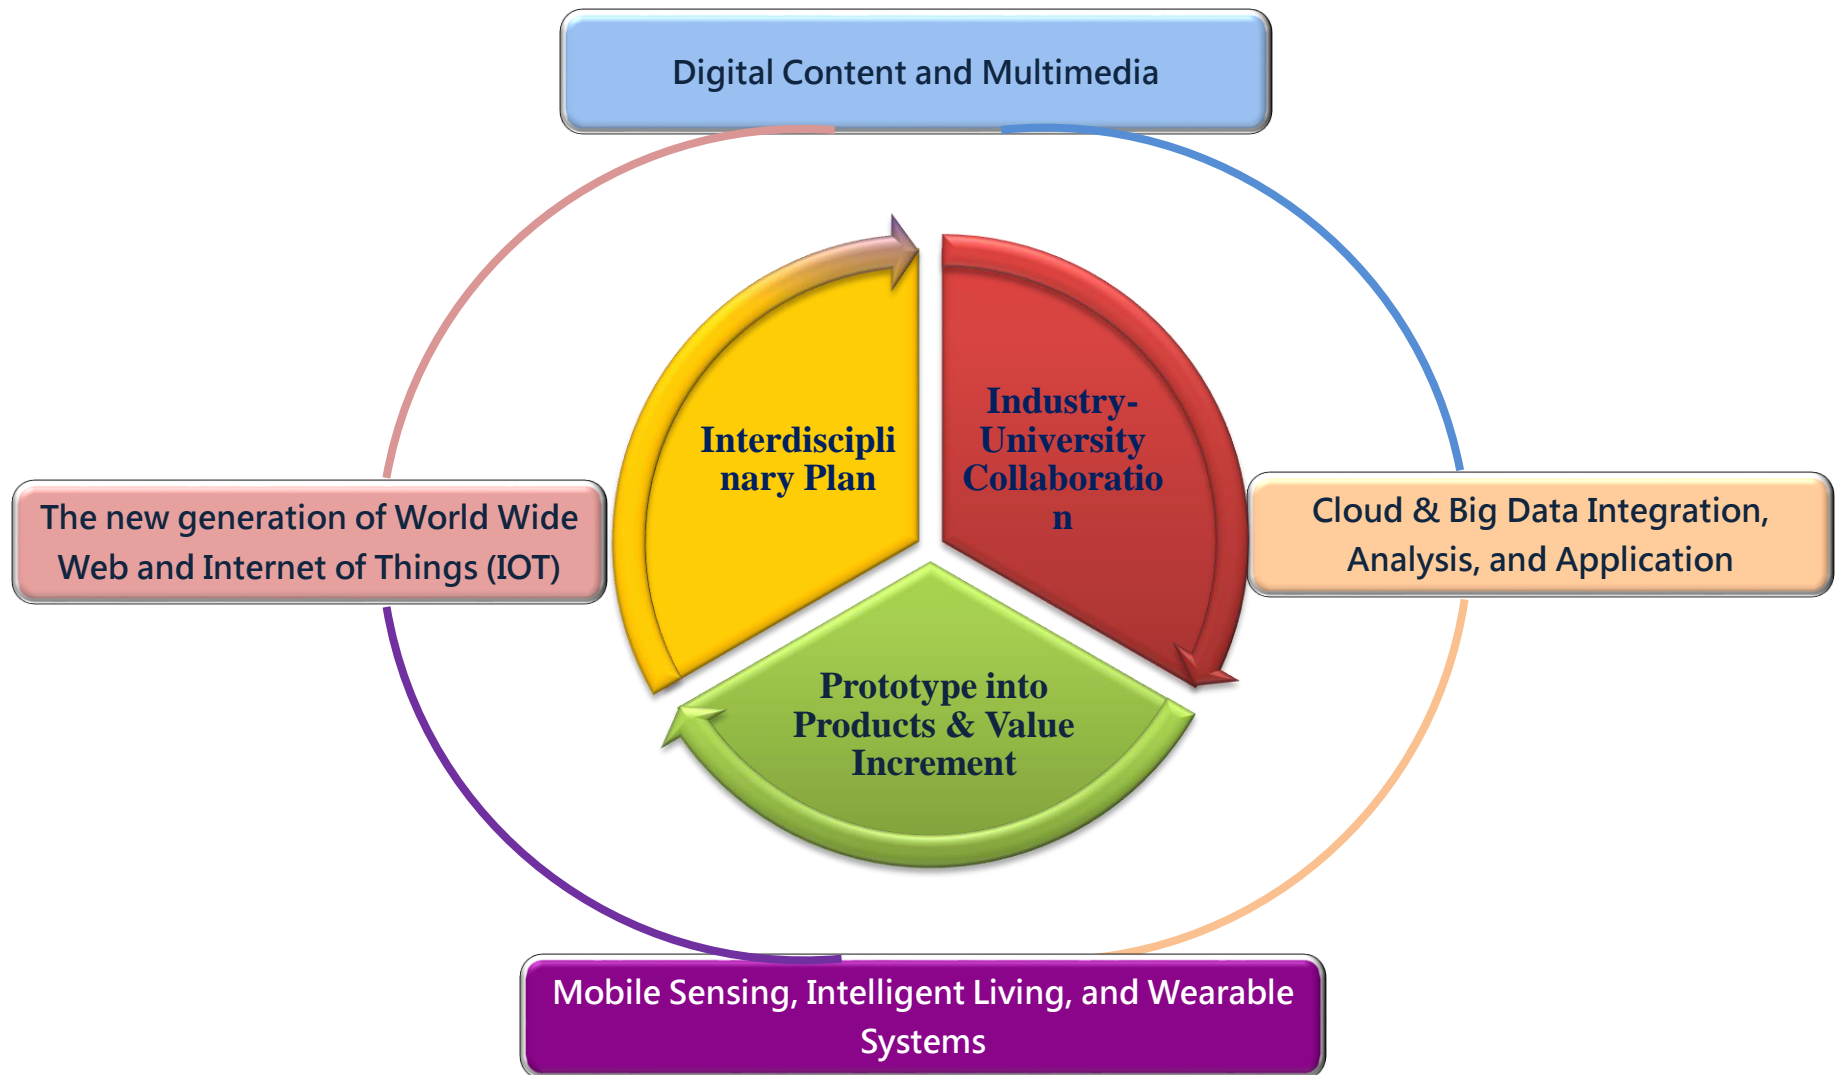 Digital Content and Multimedia
Interdiscipli
nary Plan
Industry-
University
Collaboratio
n
The new generation of World Wide
Web and Internet of Things (IOT)
Cloud & Big Data Integration,
Analysis, and Application
Prototype into
Products & Value
Increment
Mobile Sensing, Intelligent Living, and Wearable
Systems